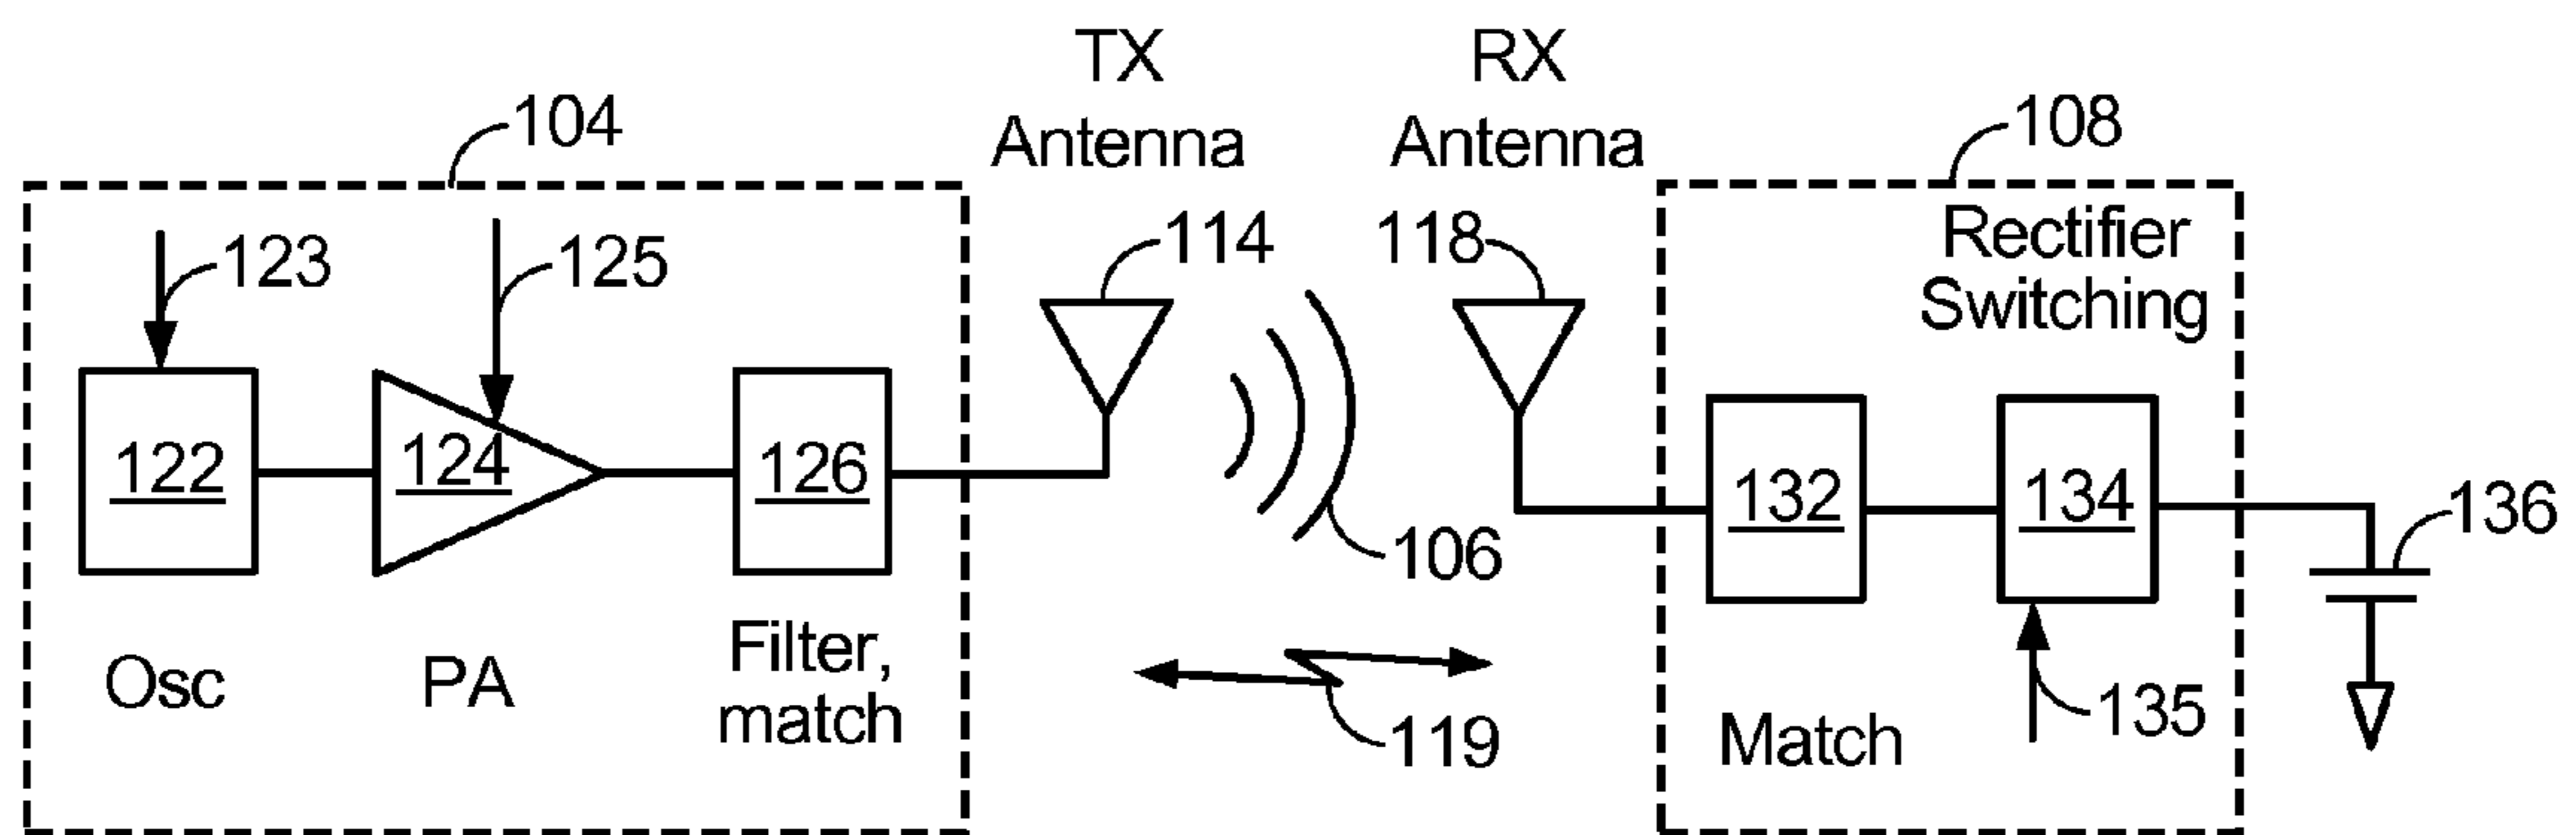 TX
Antenna
RX
Antenna
104
108
123
125
114
118
Rectifier
Switching
122
124
126
106
132
134
136
Osc
PA
Filter,
match
119
Match
135